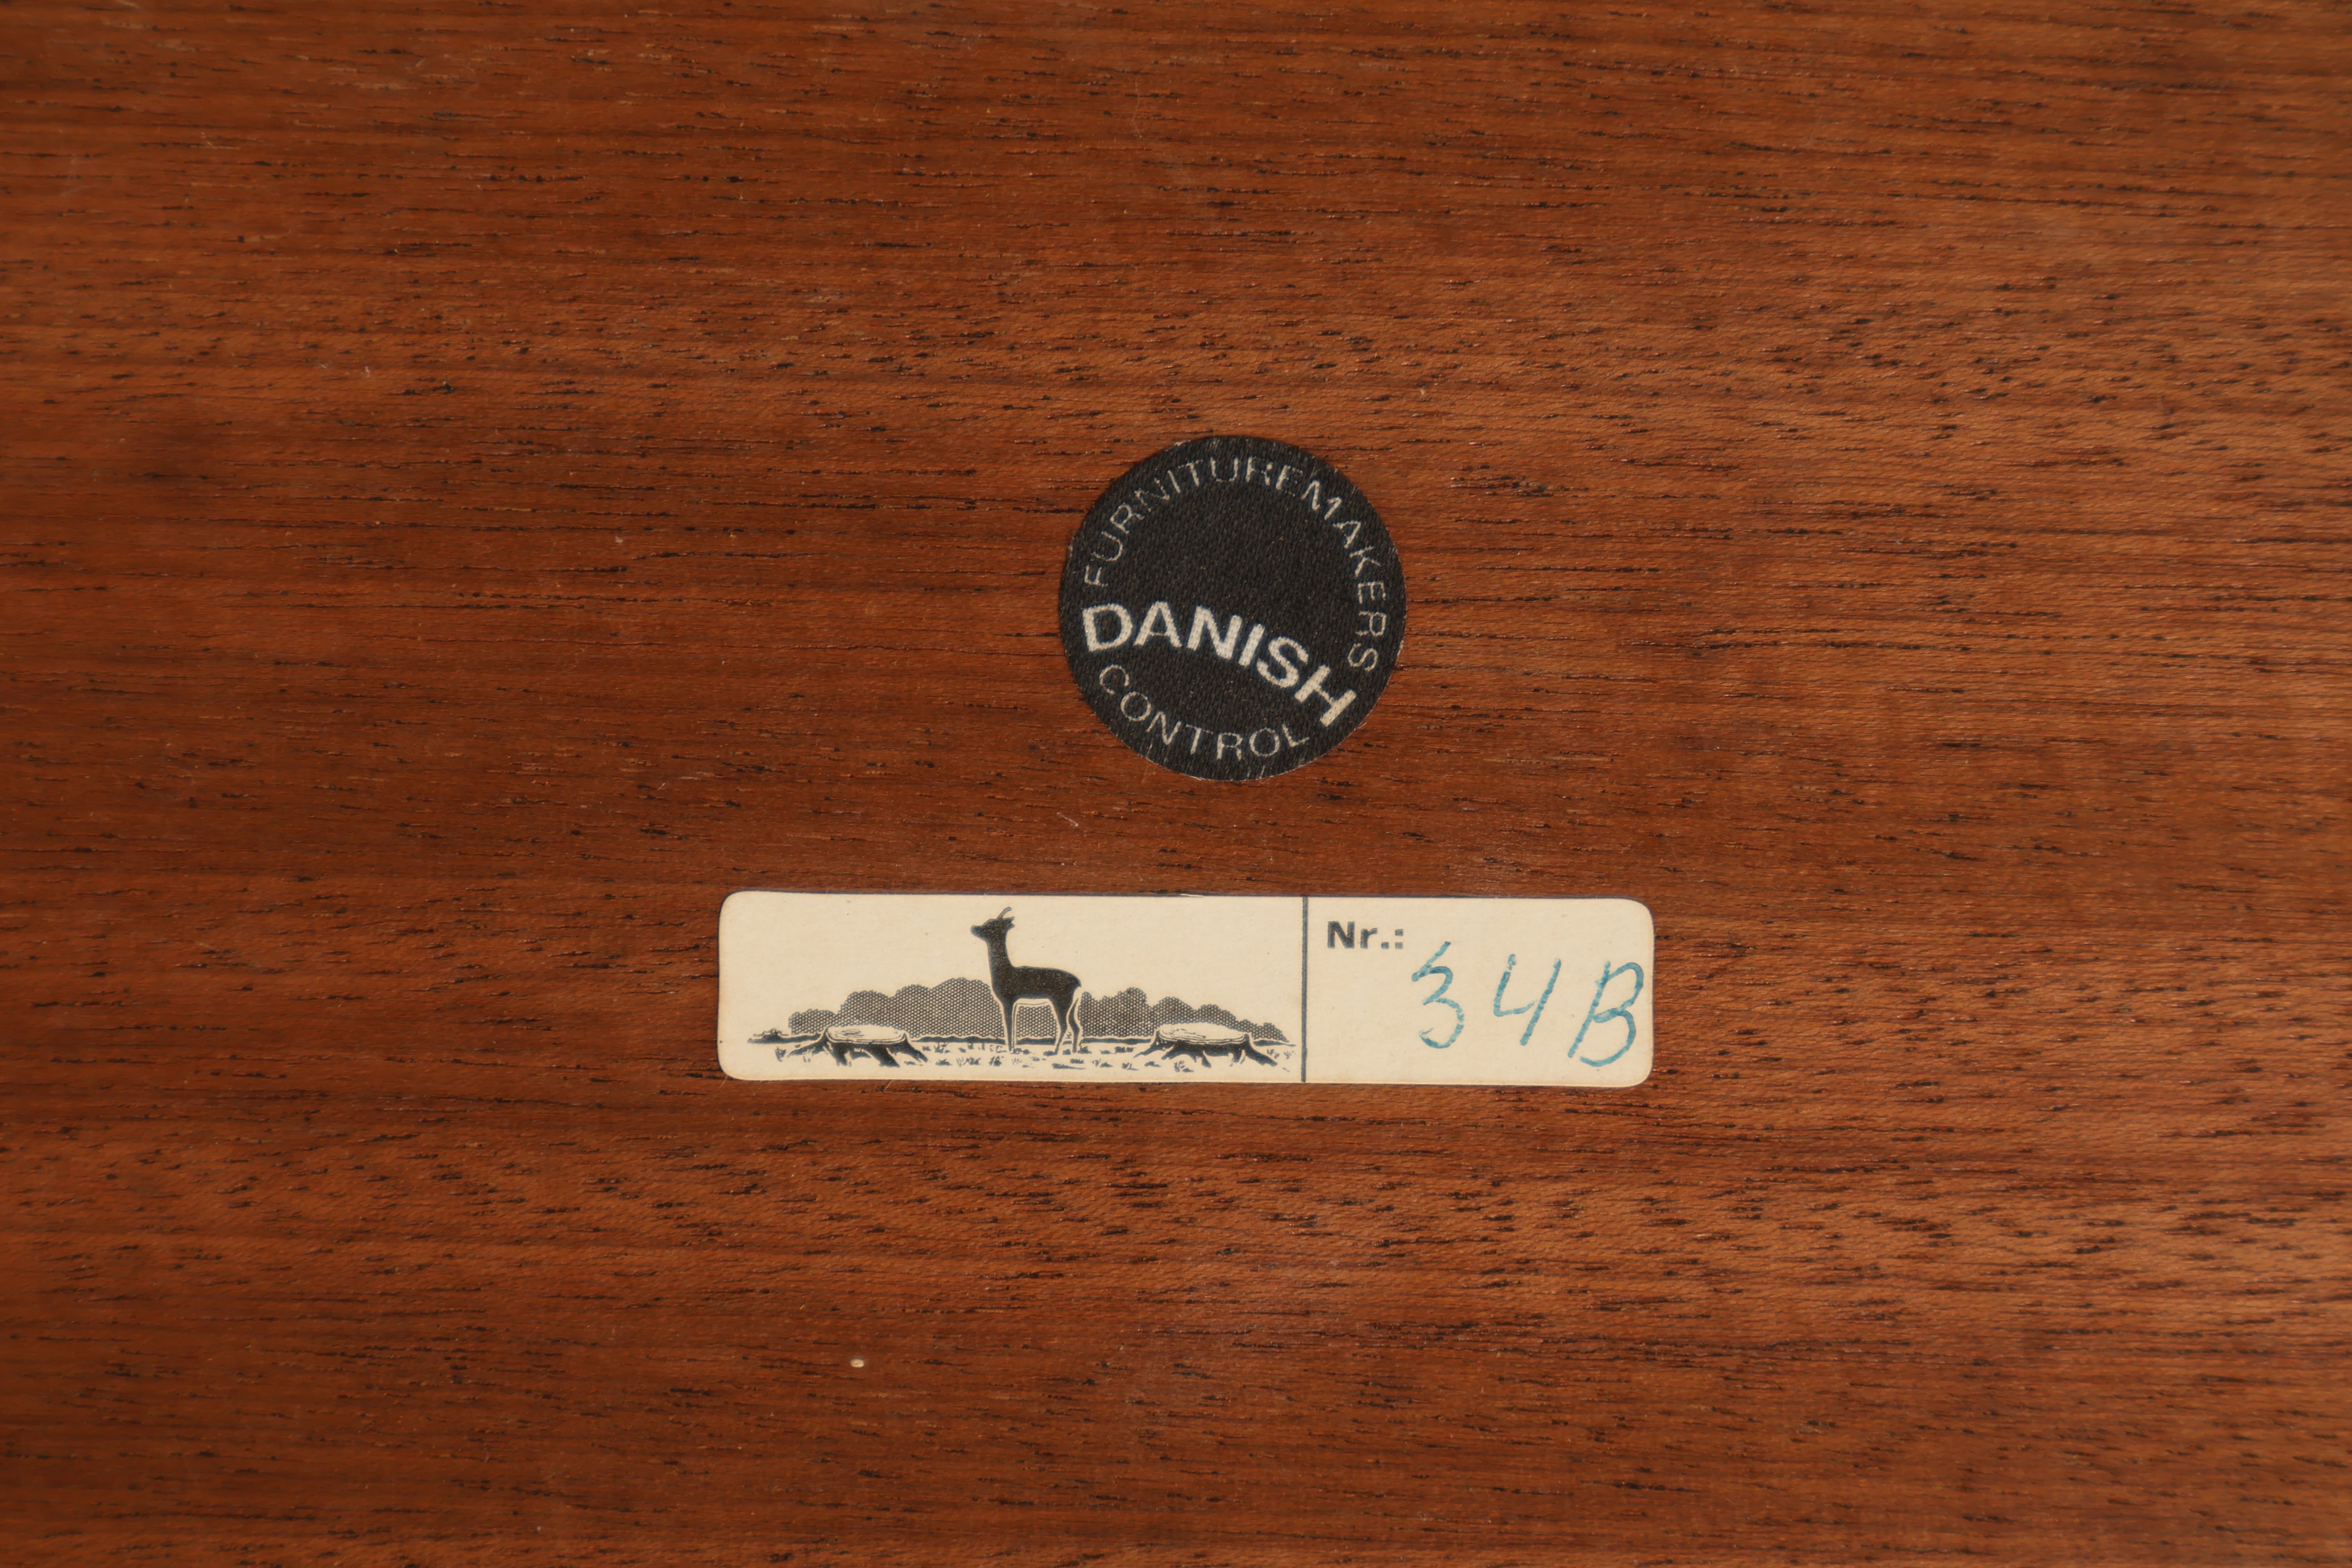 FURNITUREMAKERS
DANISH
CONTROL
Nr.:
34B